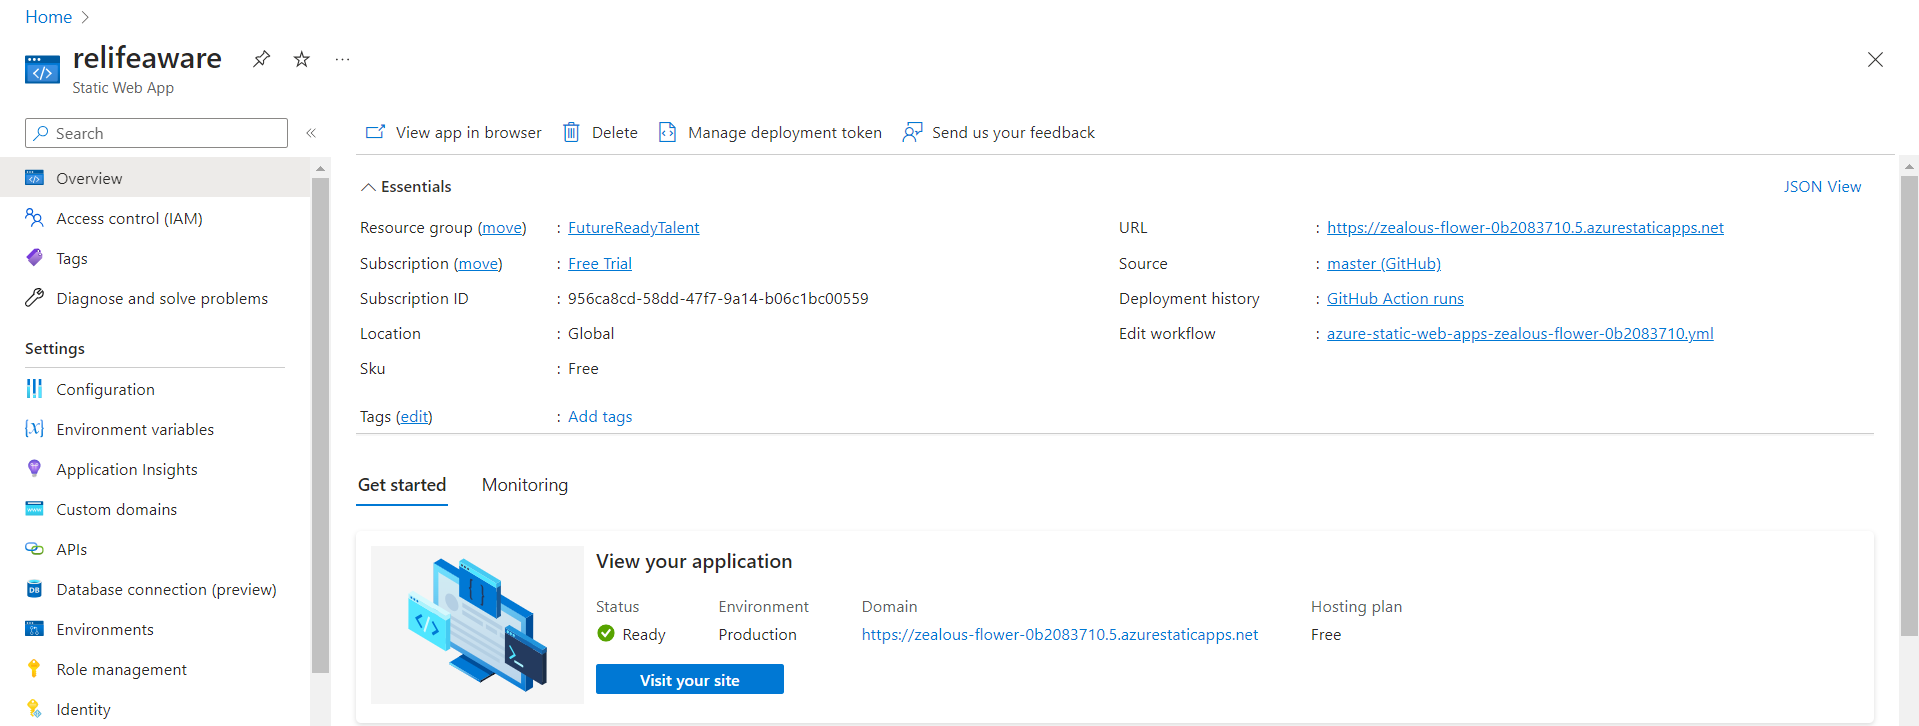 Home
relifeaware
Static Web App
Search
View app in browser Delete Manage deployment token Send us your feedback
Overview
Access control (IAM)
Tags
Diagnose and solve problems
Settings
Configuration
Environment variables
Application Insights
Custom domains
APIs
Database connection (preview)
Environments
Role management
Identity
Essentials
JSON View
Resource group (move) : FutureReadyTalent
Subscription (move) : Free Trial
Subscription ID : 956ca8cd-58dd-47f7-9a14-b06c1bc00559
Location : Global
Sku : Free
Tags (edit) : Add tags
URL : https://zealous-flower-0b2083710.5.azurestaticapps.net
Source : master (GitHub)
Deployment history : GitHub Action runs
Edit workflow : azure-static-web-apps-zealous-flower-0b2083710.yml
Get started Monitoring
View your application
Status Environment Domain Hosting plan
Ready Production https://zealous-flower-0b2083710.5.azurestaticapps.net Free
Visit your site